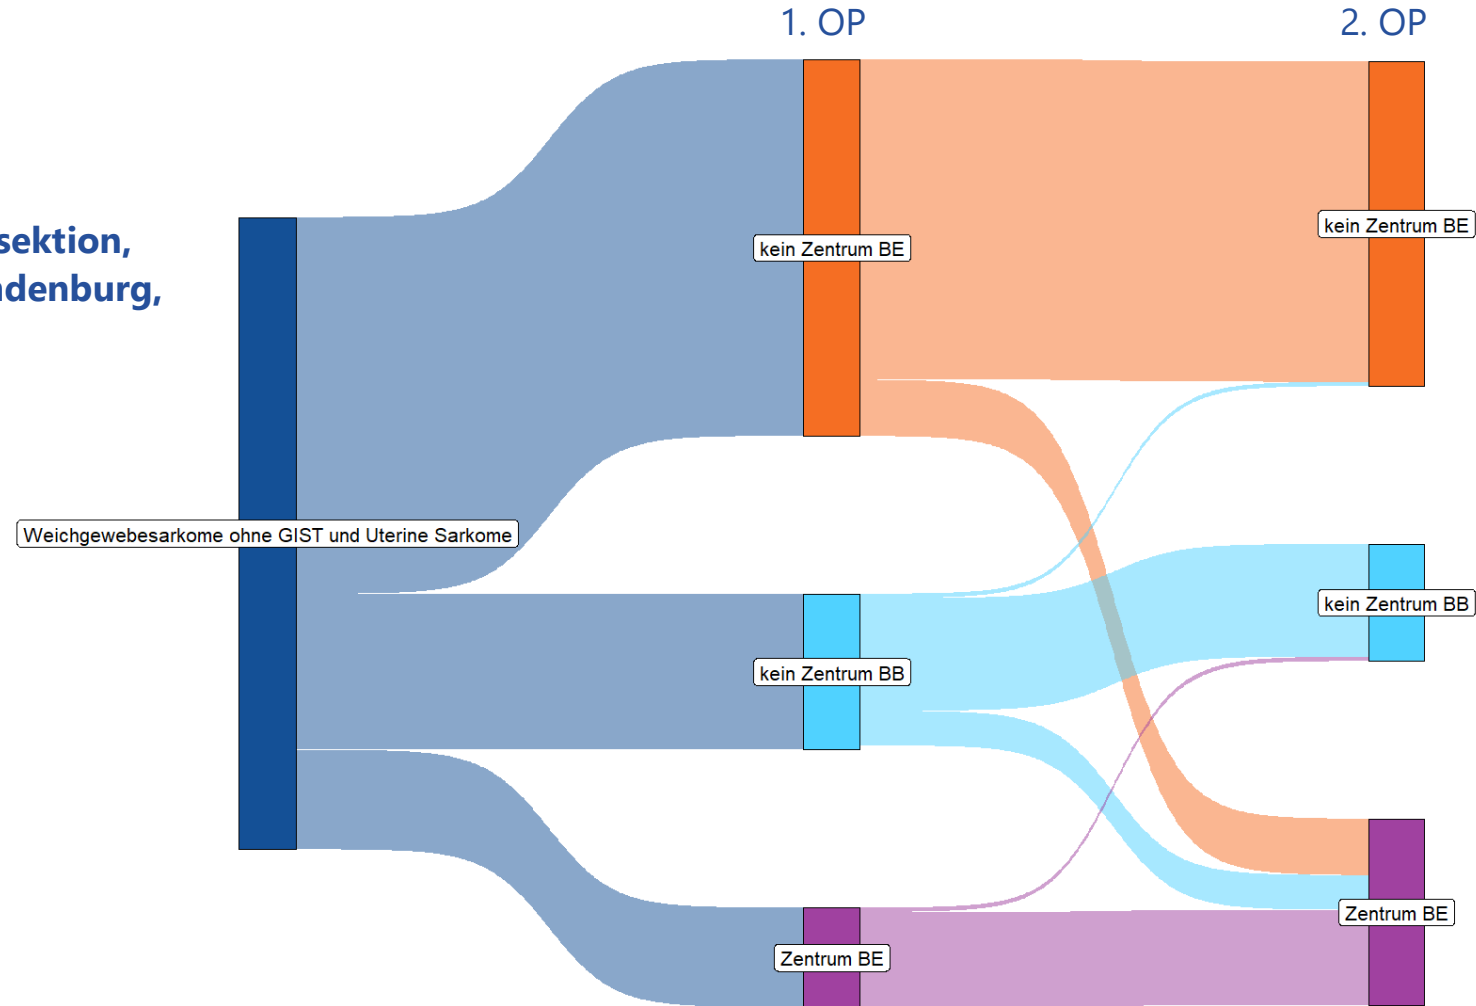 1. OP
2. OP
sektion,
denburg,
kein Zentrum BE
kein Zentrum BE
Weichgewebesarkome ohne GIST und Uterine Sarkome
kein Zentrum BB
kein Zentrum BB
Zentrum BE
Zentrum BE